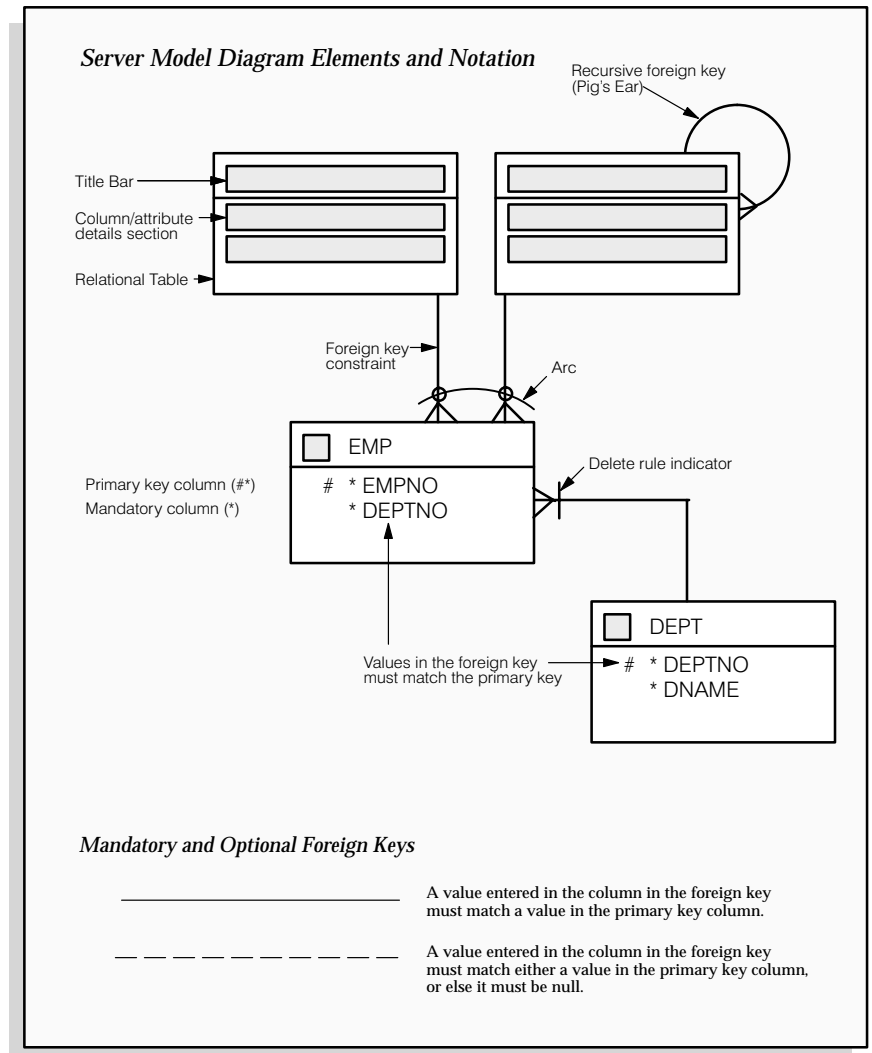 Server Model Diagram Elements and Notation
Recursive foreign key
(Pig's Ear)
Title Bar
Column/attribute
details section
Relational Table
Foreign key
constraint
Arc
EMP
Delete rule indicator
Primary key column (#*)
# * EMPNO
Mandatory column (*)
* DEPTNO
DEPT
Values in the foreign key
must match the primary key
# * DEPTNO
* DNAME
Mandatory and Optional Foreign Keys
A value entered in the column in the foreign key
must match a value in the primary key column.
A value entered in the column in the foreign key
must match either a value in the primary key column,
or else it must be null.